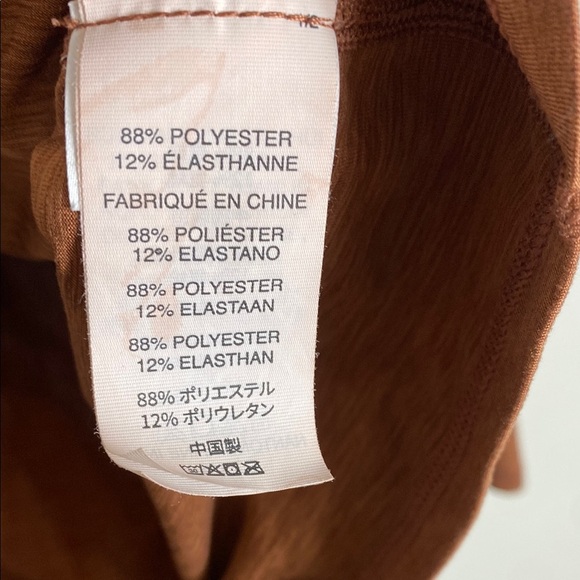 88% POLYESTER
12% ÉLASTHANNE
FABRIQUÉ EN CHINE
88% POLIÉSTER
12% ELASTANO
88% POLYESTER
12% ELASTAAN
88% POLYESTER
12% ELASTHAN
88% ポリエステル
12% ポリウレタン
中国製